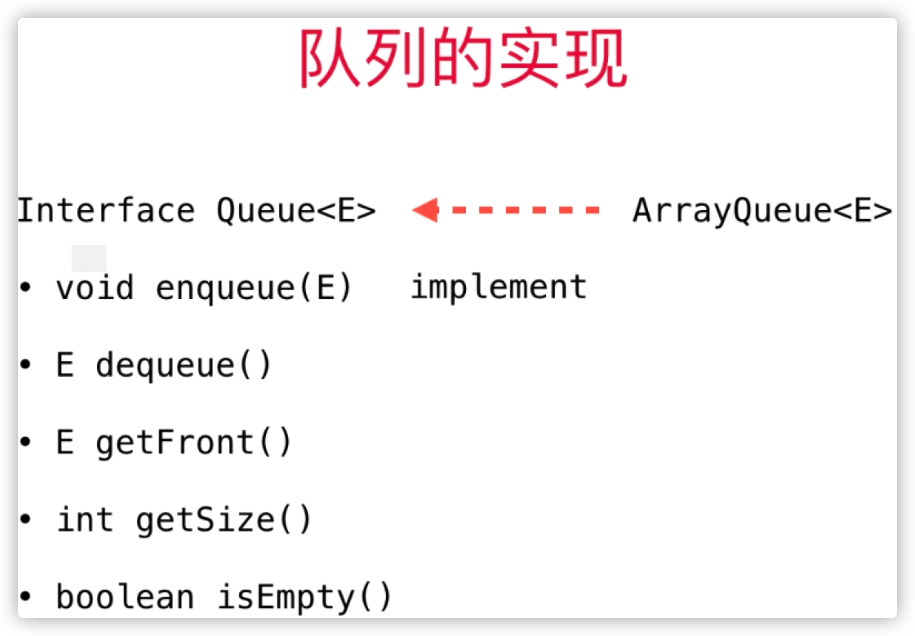 队列的实现
Interface Queue<E> ArrayQueue<E>
• void enqueue(E) implement
• E dequeue()
• E getFront()
• int getSize()
• boolean isEmpty()